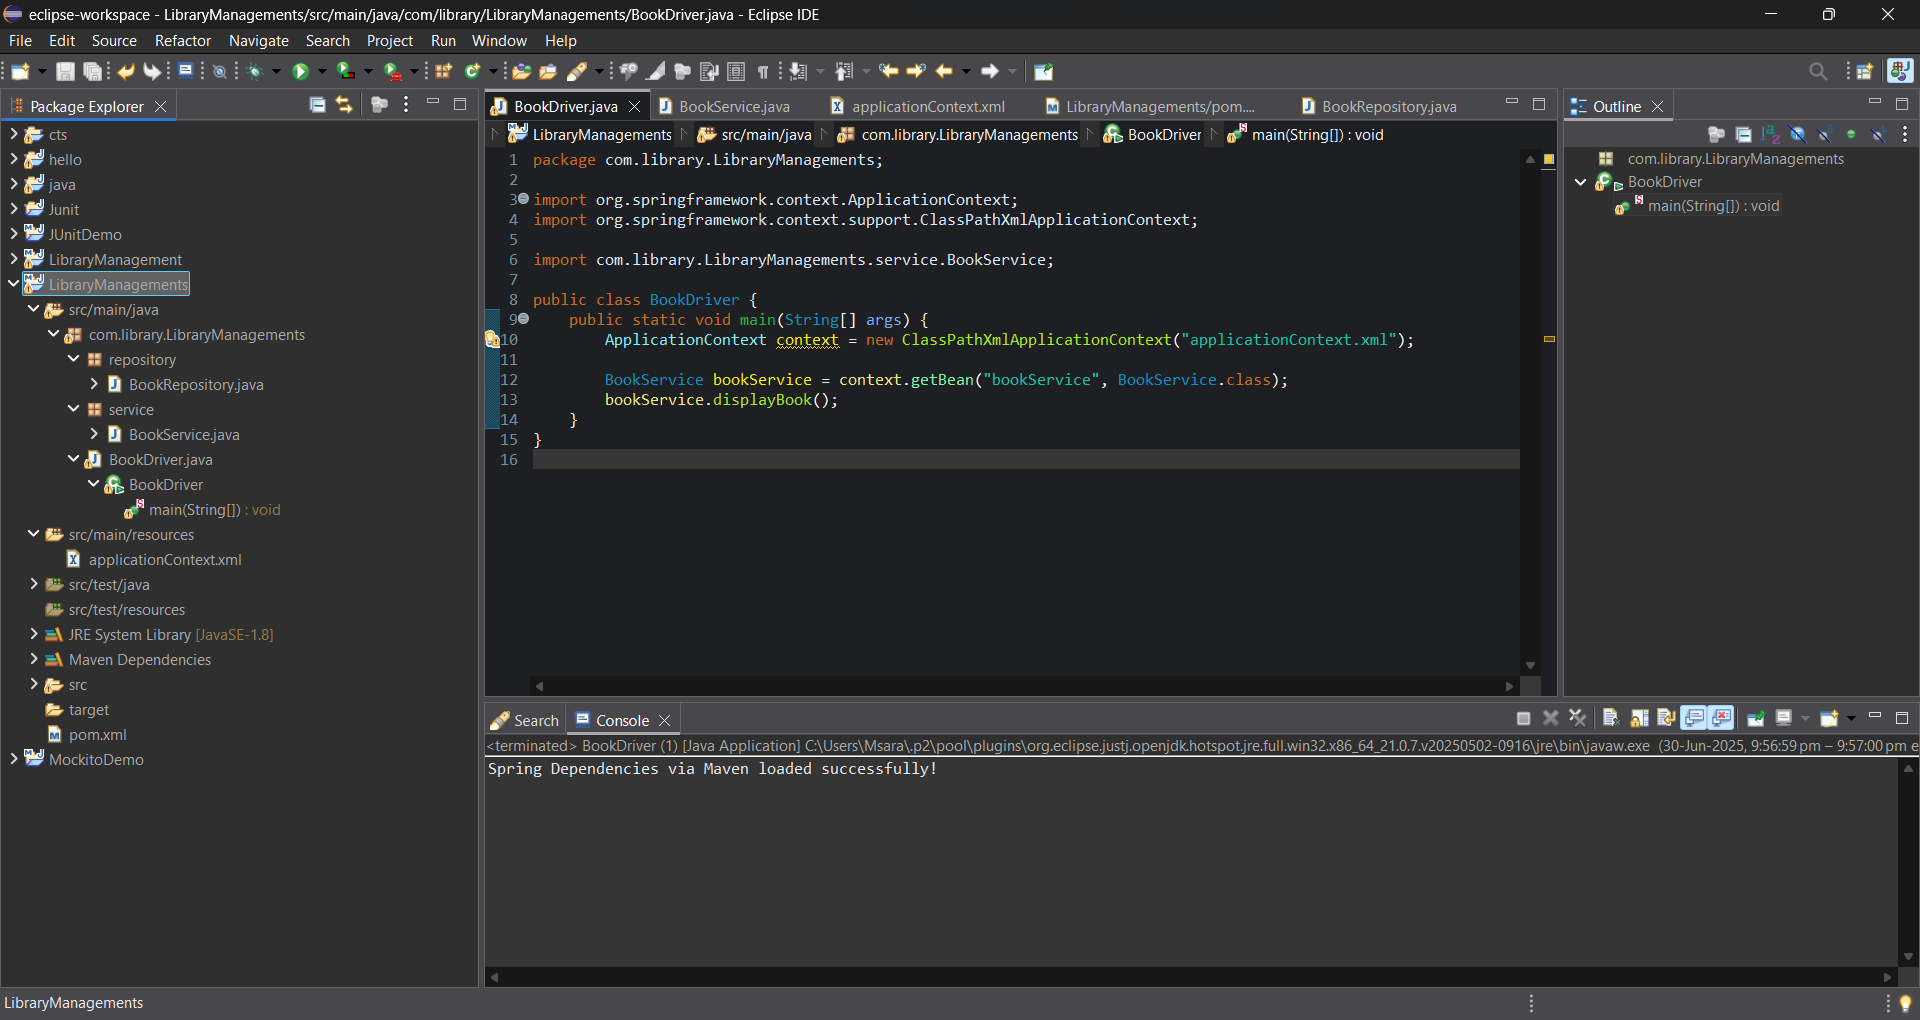 eclipse-workspace - LibraryManagements/src/main/java/com/library/LibraryManagements/BookDriver.java - Eclipse IDE
File Edit Source Refactor Navigate Search Project Run Window Help
Package Explorer
cts
hello
java
Junit
JUnitDemo
LibraryManagement
LibraryManagements
src/main/java
com.library.LibraryManagements
repository
BookRepository.java
service
BookService.java
BookDriver.java
BookDriver
main(String[]) : void
src/main/resources
applicationContext.xml
src/test/java
src/test/resources
JRE System Library [JavaSE-1.8]
Maven Dependencies
src
target
pom.xml
MockitoDemo
BookDriver.java BookService.java applicationContext.xml LibraryManagements/pom.... BookRepository.java
LibraryManagements src/main/java com.library.LibraryManagements BookDriver main(String[]) : void
1 package com.library.LibraryManagements;
2
3 import org.springframework.context.ApplicationContext;
4 import org.springframework.context.support.ClassPathXmlApplicationContext;
5
6 import com.library.LibraryManagements.service.BookService;
7
8 public class BookDriver {
9 public static void main(String[] args) {
10 ApplicationContext context = new ClassPathXmlApplicationContext("applicationContext.xml");
11
12 BookService bookService = context.getBean("bookService", BookService.class);
13 bookService.displayBook();
14 }
15 }
16
Outline
com.library.LibraryManagements
BookDriver
main(String[]) : void
Search Console
<terminated> BookDriver (1) [Java Application] C:\Users\Msara\.p2\pool\plugins\org.eclipse.justj.openjdk.hotspot.jre.full.win32.x86_64_21.0.7.v20250502-0916\jre\bin\javaw.exe (30-Jun-2025, 9:56:59 pm – 9:57:00 pm e
Spring Dependencies via Maven loaded successfully!
LibraryManagements